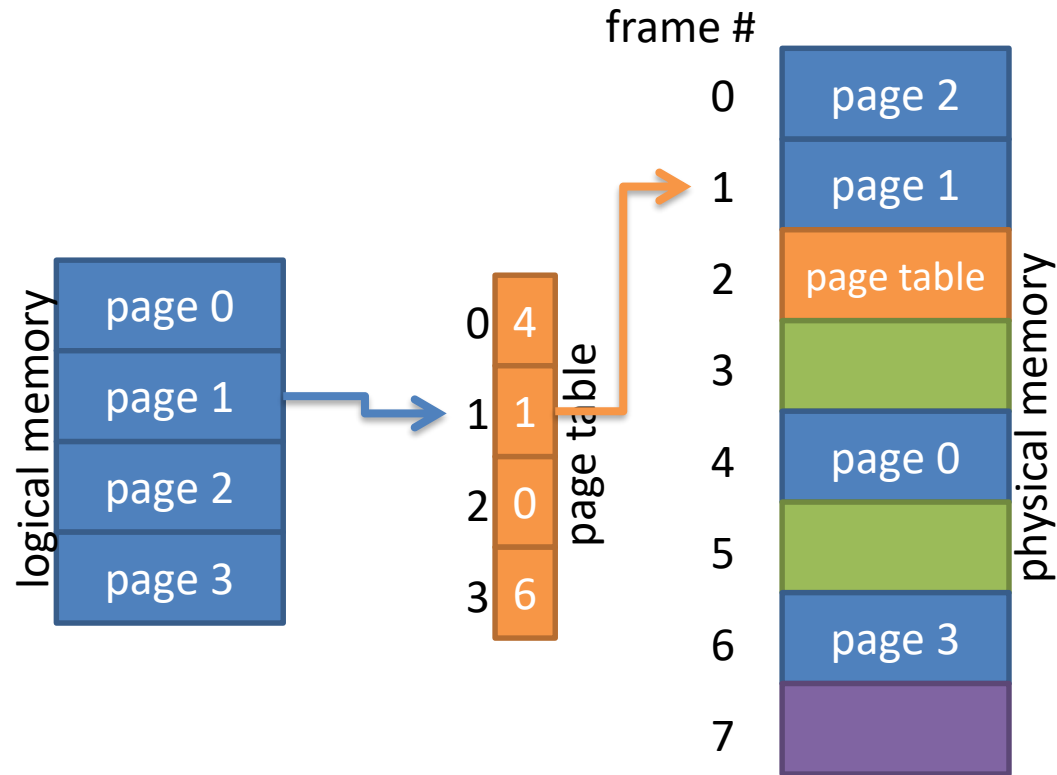 logical memory
page 0
page 1
page 2
page 3
0 4
1 1
2 0
3 6
page table
frame #
0 page 2
1 page 1
2 page table
3
4 page 0
5
6 page 3
7
physical memory